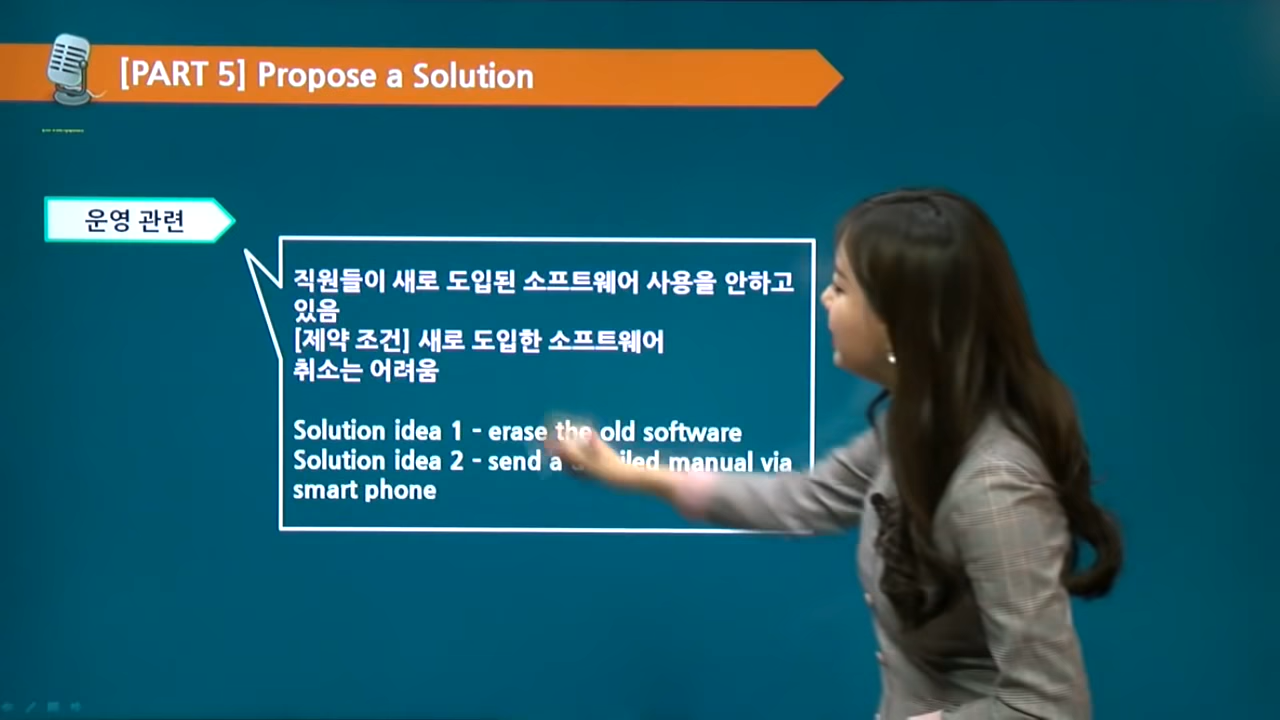 [PART 5] Propose a Solution
운영 관련
직원들이 새로 도입된 소프트웨어 사용을 안하고
있음
[제약 조건] 새로 도입한 소프트웨어
취소는 어려움
Solution idea 1 - erase the old software
Solution idea 2 - send a manual via
smart phone